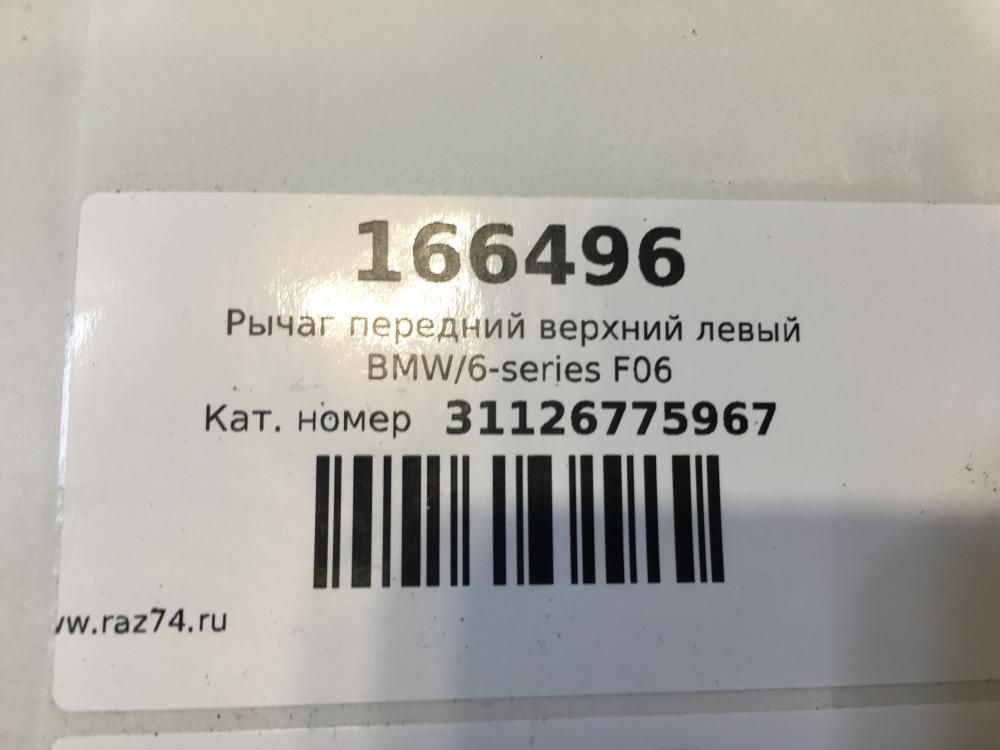 166496
Рычаг передний верхний левый
BMW/6-series F06
Кат. номер 31126775967
w.raz74.ru